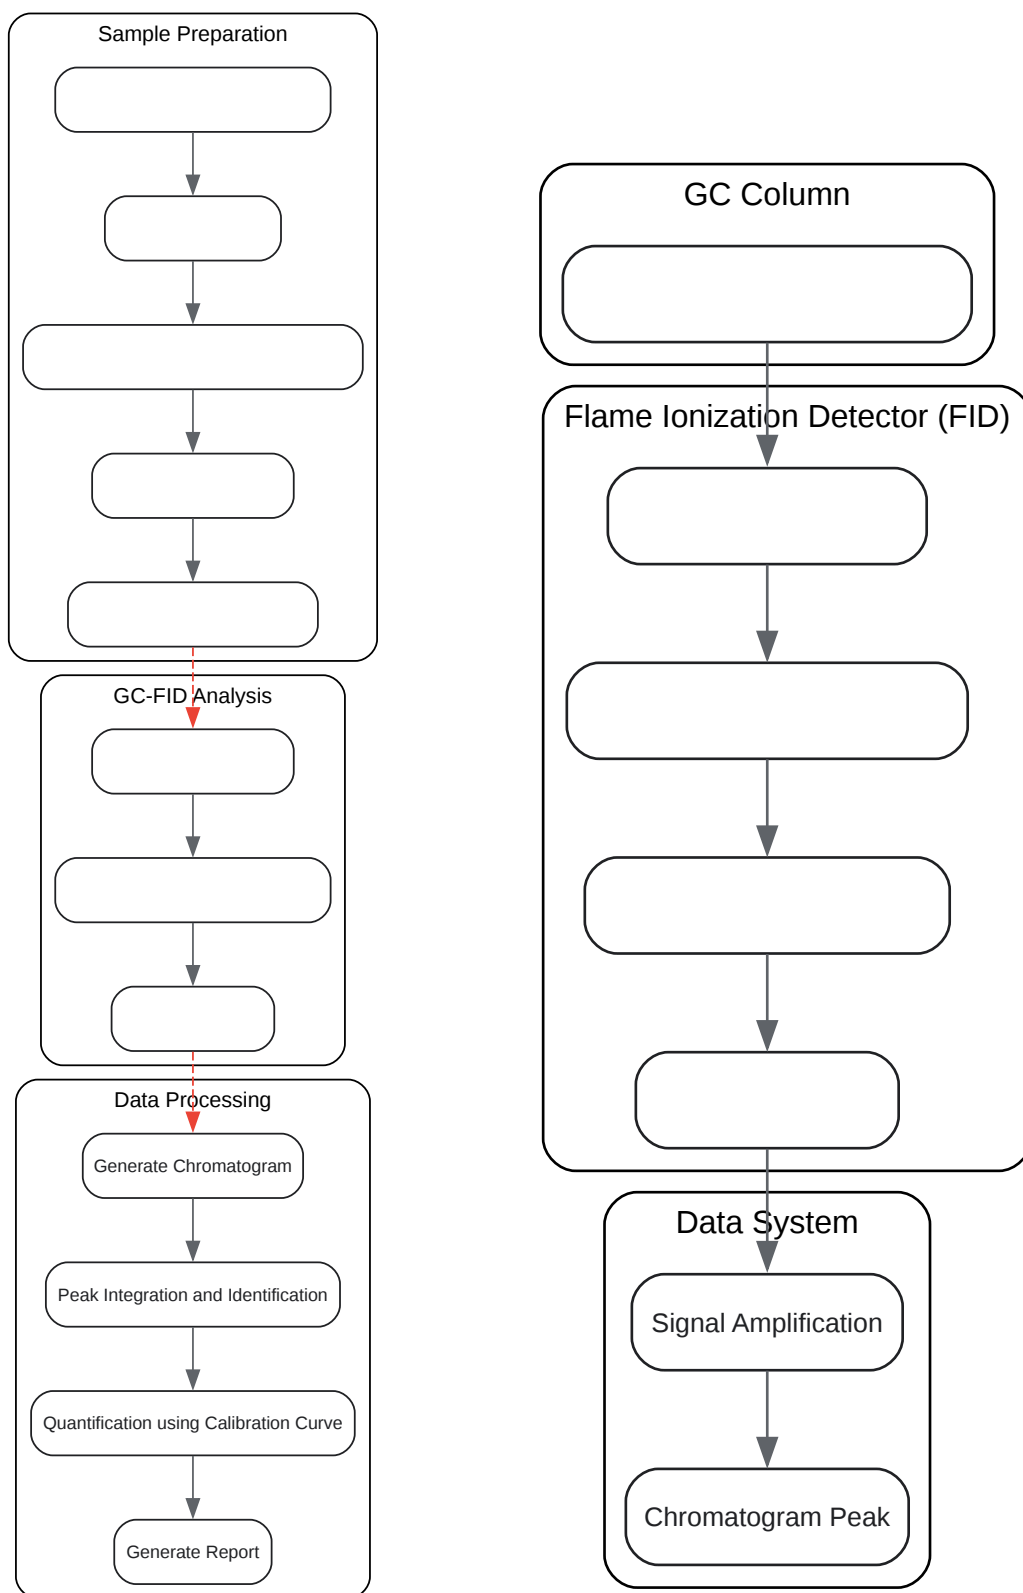 Sample Preparation
GC-FID Analysis
Data Processing
Generate Chromatogram
Peak Integration and Identification
Quantification using Calibration Curve
Generate Report
GC Column
Flame Ionization Detector (FID)
Data System
Signal Amplification
Chromatogram Peak